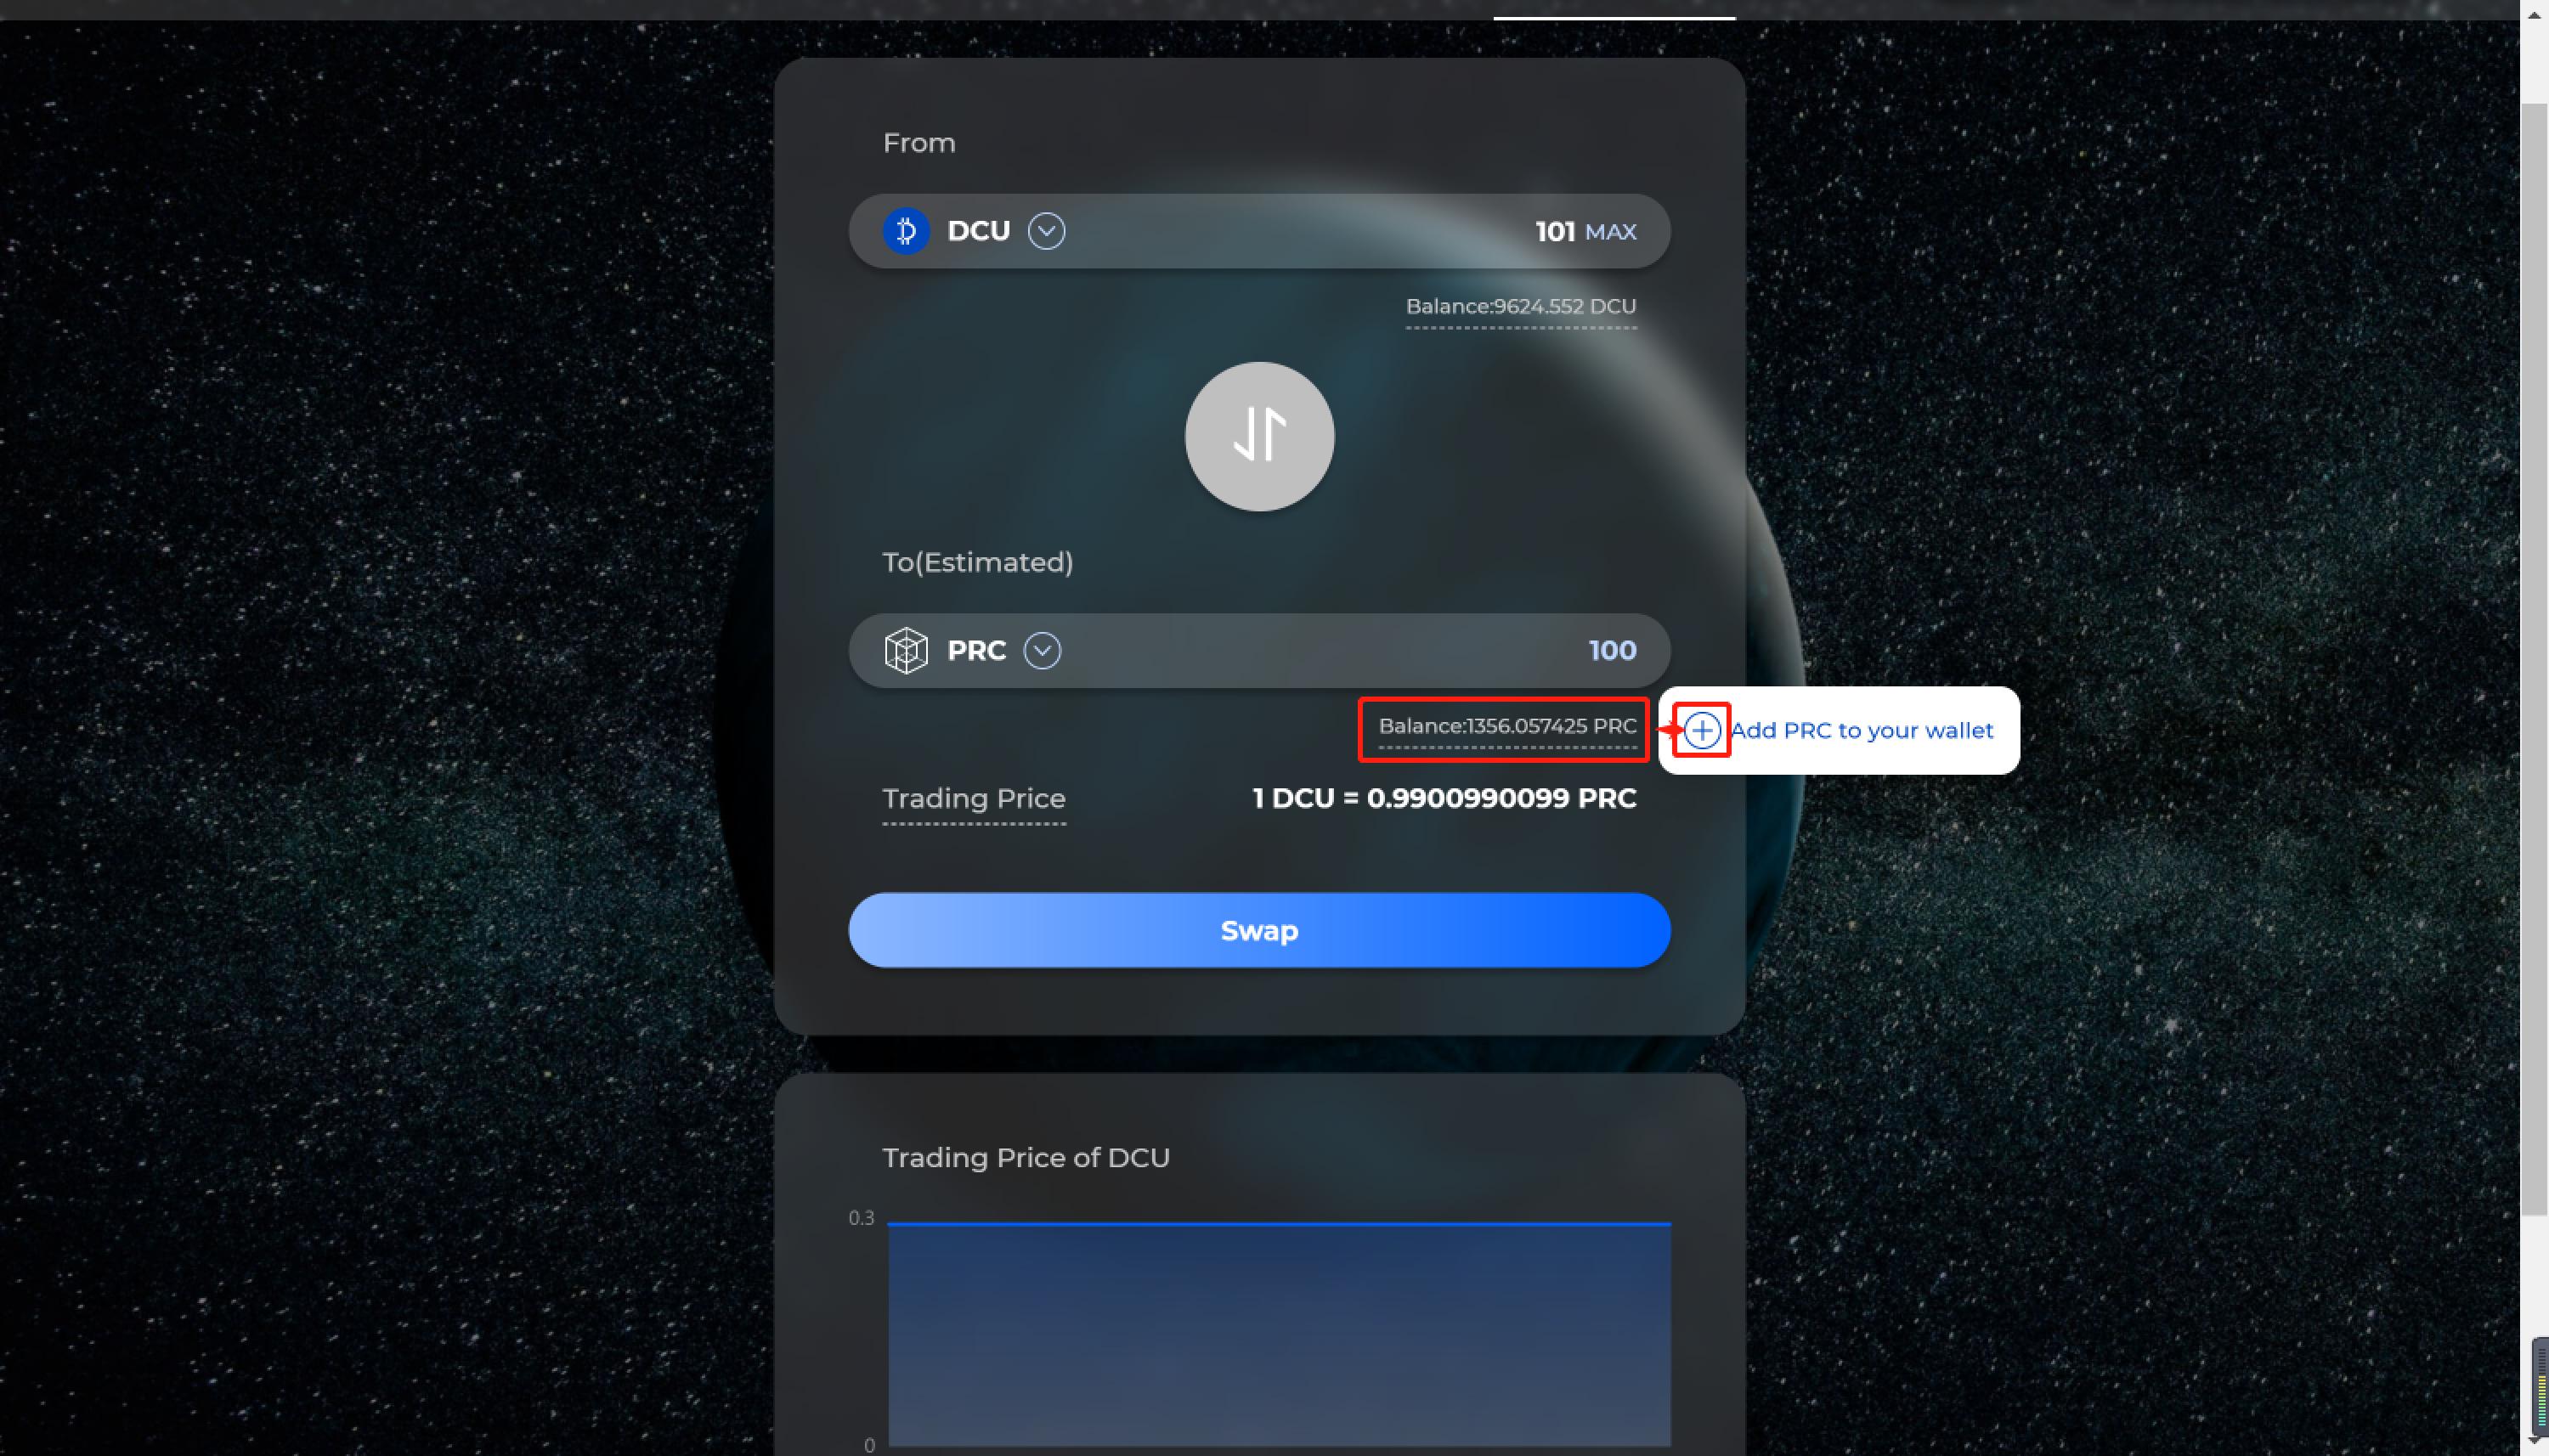 From
DCU 101 MAX
Balance:9624.552 DCU
To(Estimated)
PRC 100
Balance:1356.057425 PRC Add PRC to your wallet
Trading Price 1 DCU = 0.9900990099 PRC
Swap
Trading Price of DCU
0.3
0